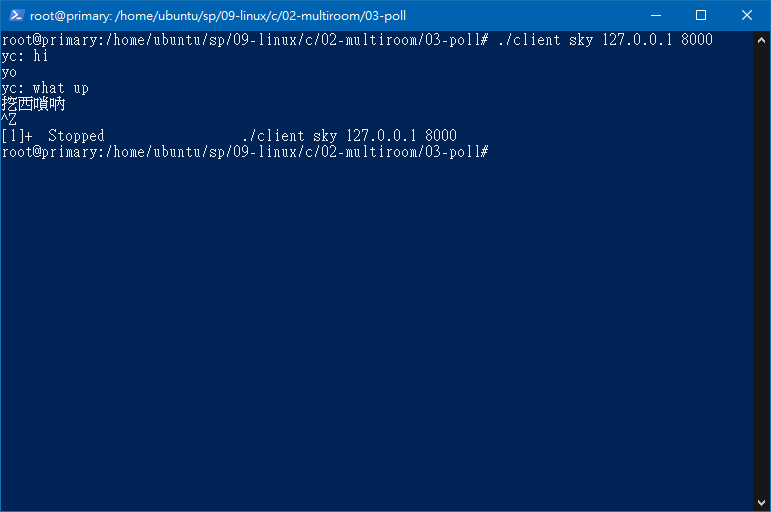 root@primary: /home/ubuntu/sp/09-linux/c/02-multiroom/03-poll
root@primary:/home/ubuntu/sp/09-linux/c/02-multiroom/03-poll# ./client sky 127.0.0.1 8000
yc: hi
yo
yc: what up
挖西嗩吶
^Z
[1]+  Stopped                 ./client sky 127.0.0.1 8000
root@primary:/home/ubuntu/sp/09-linux/c/02-multiroom/03-poll#